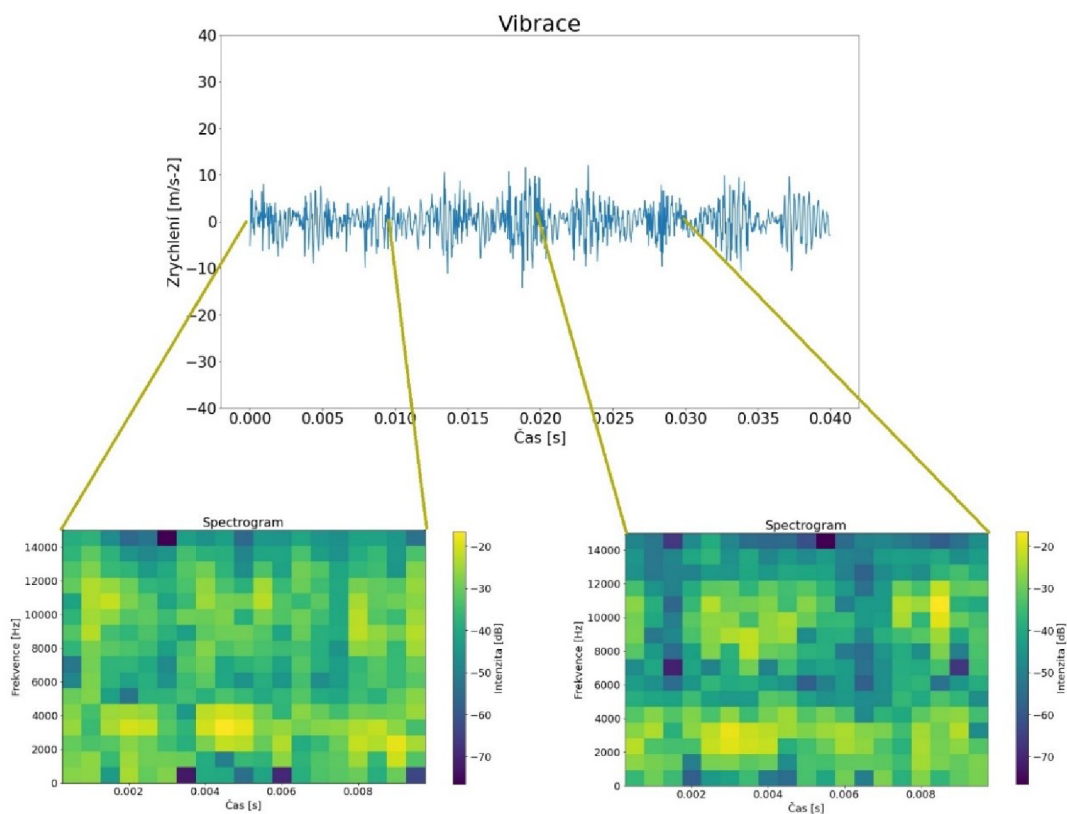 Vibrace
40
30
20
10
0
−10
−20
−30
−40
Zrychlení [m/s-2]
0.000 0.005 0.010 0.015 0.020 0.025 0.030 0.035 0.040
Čas [s]
Spectrogram
14000
12000
10000
8000
6000
4000
2000
0
Frekvence [Hz]
0.002 0.004 0.006 0.008
Čas [s]
−20
−30
−40
−50
−60
−70
Intenzita [dB]
Spectrogram
14000
12000
10000
8000
6000
4000
2000
0
Frekvence [Hz]
0.002 0.004 0.006 0.008
Čas [s]
−20
−30
−40
−50
−60
−70
Intenzita [dB]